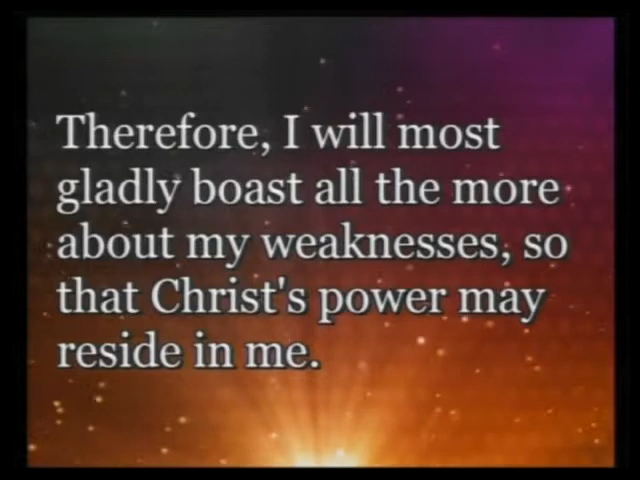 Therefore, I will most
gladly boast all the more
about my weaknesses, so
that Christ's power may
reside in me.